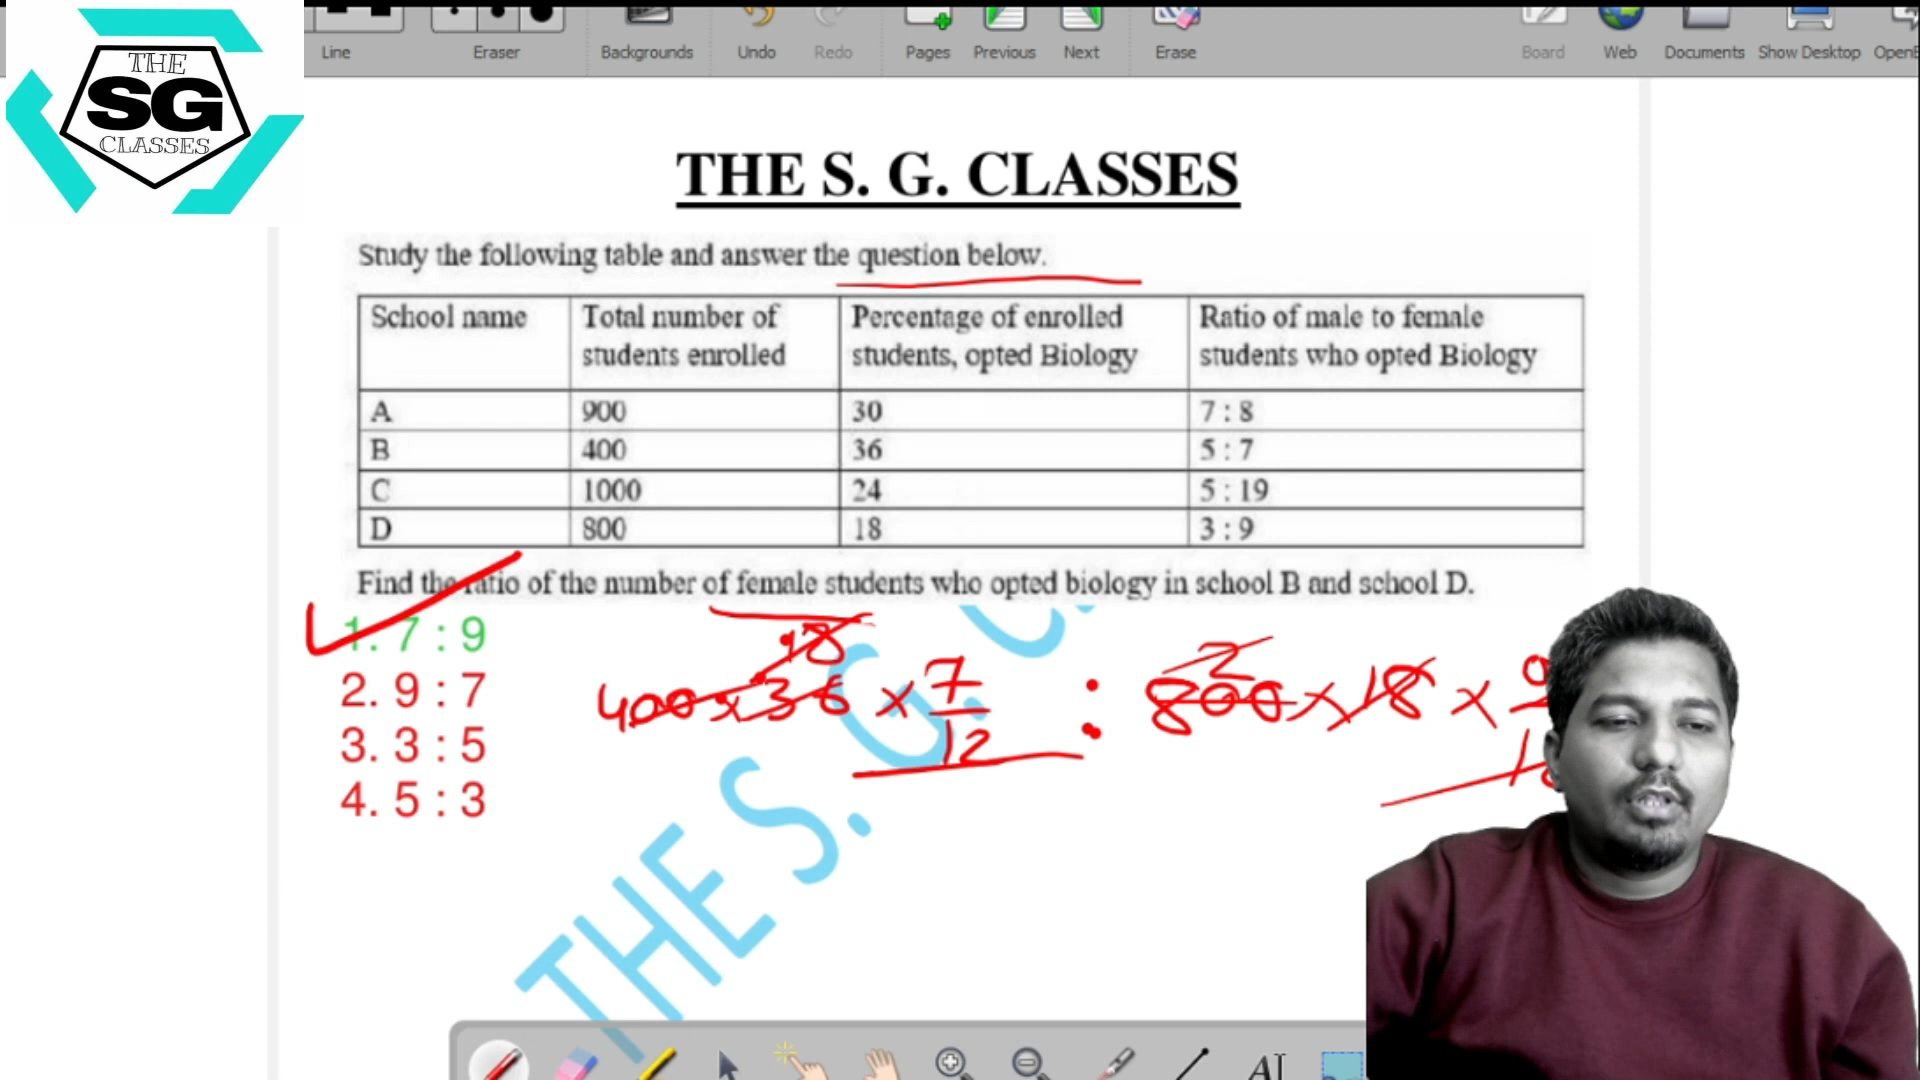 Line Eraser Backgrounds Undo Redo Pages Previous Next Erase Board Web Documents Show Desktop
THE
SG
CLASSES
THE S. G. CLASSES
Study the following table and answer the question below.
School name Total number of students enrolled Percentage of enrolled students, opted Biology Ratio of male to female students who opted Biology
A 900 30 7 : 8
B 400 36 5 : 7
C 1000 24 5 : 19
D 800 18 3 : 9
Find the ratio of the number of female students who opted biology in school B and school D.
1. 7 : 9
2. 9 : 7
3. 3 : 5
4. 5 : 3
18 2
400 x 36 x 7 : 800 x 18 x 9
12
THE S. G.